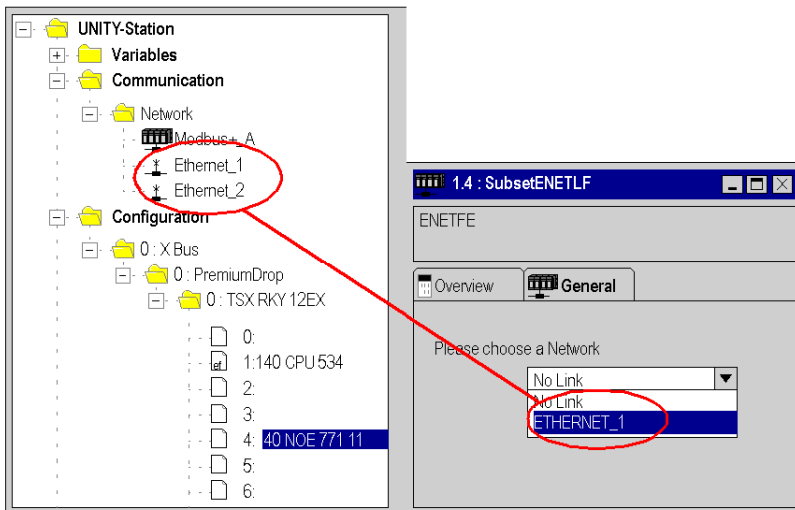 UNITY-Station
Variables
Communication
Network
Modbus+_A
Ethernet_1
Ethernet_2
Configuration
0 : X Bus
0 : PremiumDrop
0 : TSX RKY 12EX
0:
1:140 CPU 534
2:
3:
4: 40 NOE 771 11
5:
6:
1.4 : SubsetENETLF
ENETFE
Overview
General
Please choose a Network
No Link
No Link
ETHERNET_1